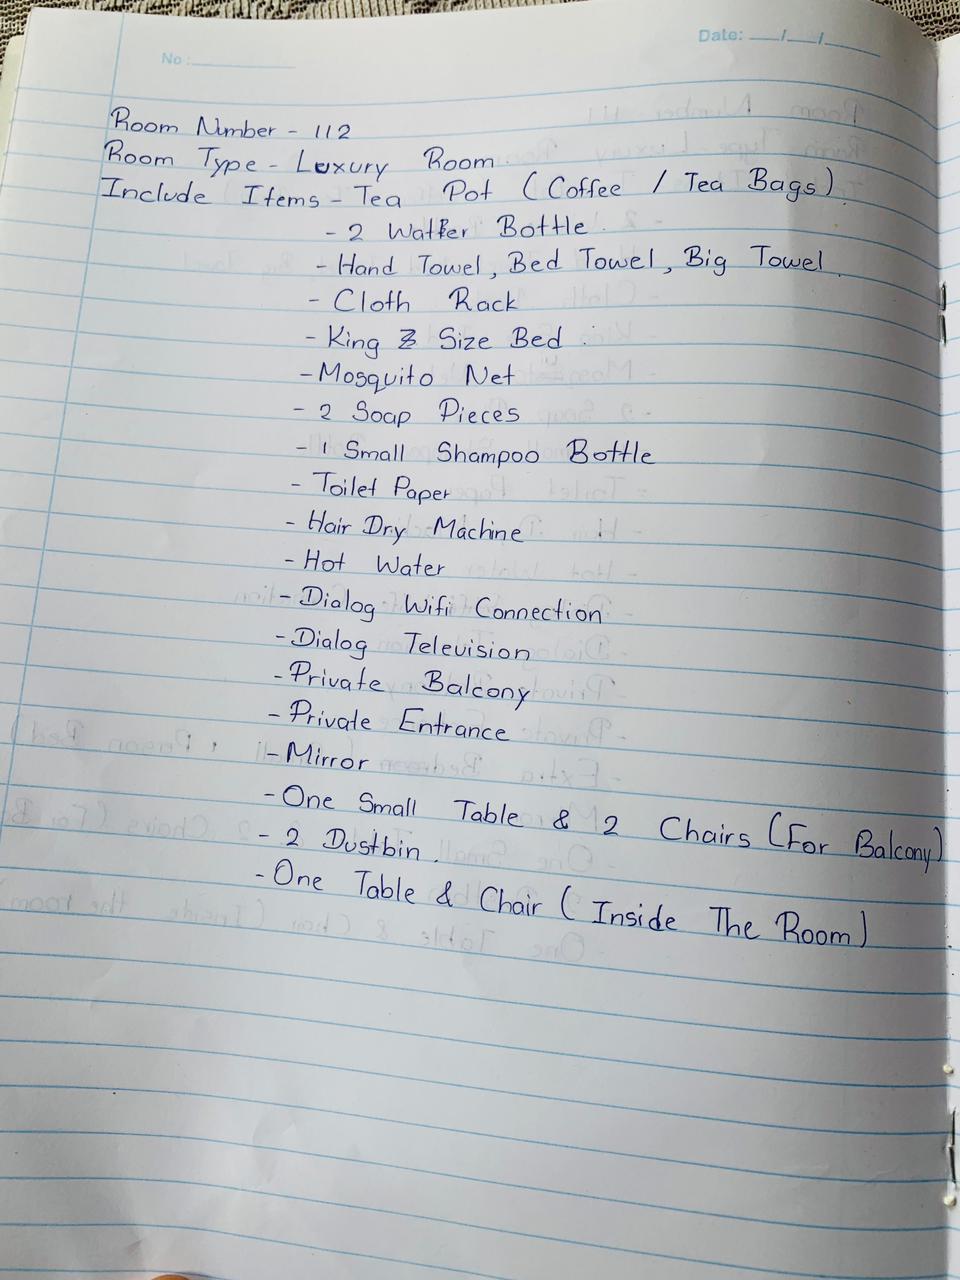 No :
Date: __/__/__
Room Number - 112
Room Type - Luxury Room
Include Items - Tea Pot (Coffee / Tea Bags)
- 2 Watter Bottle.
- Hand Towel, Bed Towel, Big Towel.
- Cloth Rack
- King Size Bed.
- Mosquito Net
- 2 Soap Pieces
- 1 Small Shampoo Bottle
- Toilet Paper
- Hair Dry Machine
- Hot Water
- Dialog Wifi Connection
- Dialog Television
- Private Balcony
- Private Entrance
- Mirror
- One Small Table & 2 Chairs (For Balcony)
- 2 Dustbin.
- One Table & Chair (Inside The Room)